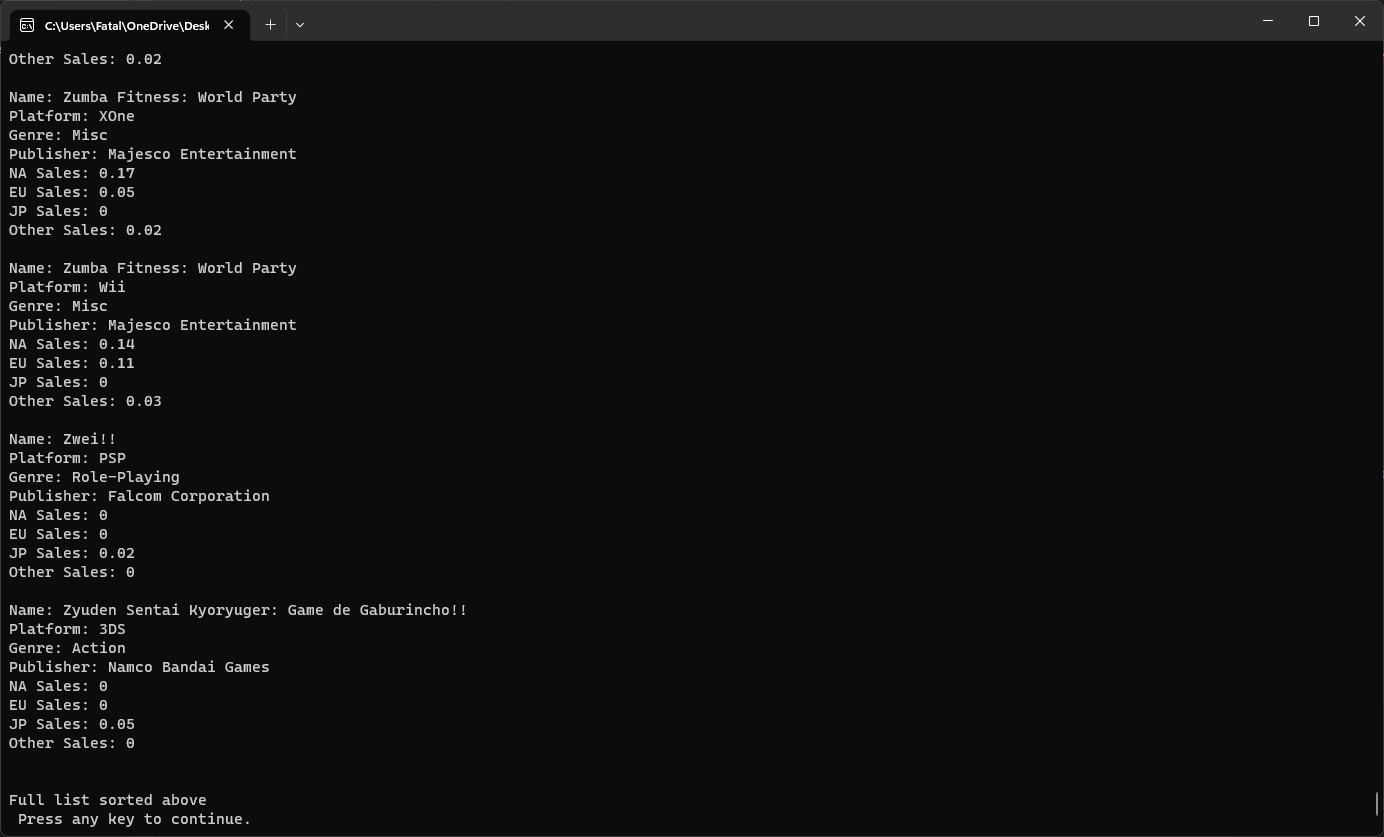 C:\Users\Fatal\OneDrive\Desk
Other Sales: 0.02
Name: Zumba Fitness: World Party
Platform: XOne
Genre: Misc
Publisher: Majesco Entertainment
NA Sales: 0.17
EU Sales: 0.05
JP Sales: 0
Other Sales: 0.02
Name: Zumba Fitness: World Party
Platform: Wii
Genre: Misc
Publisher: Majesco Entertainment
NA Sales: 0.14
EU Sales: 0.11
JP Sales: 0
Other Sales: 0.03
Name: Zwei!!
Platform: PSP
Genre: Role-Playing
Publisher: Falcom Corporation
NA Sales: 0
EU Sales: 0
JP Sales: 0.02
Other Sales: 0
Name: Zyuden Sentai Kyoryuger: Game de Gaburincho!!
Platform: 3DS
Genre: Action
Publisher: Namco Bandai Games
NA Sales: 0
EU Sales: 0
JP Sales: 0.05
Other Sales: 0
Full list sorted above
Press any key to continue.